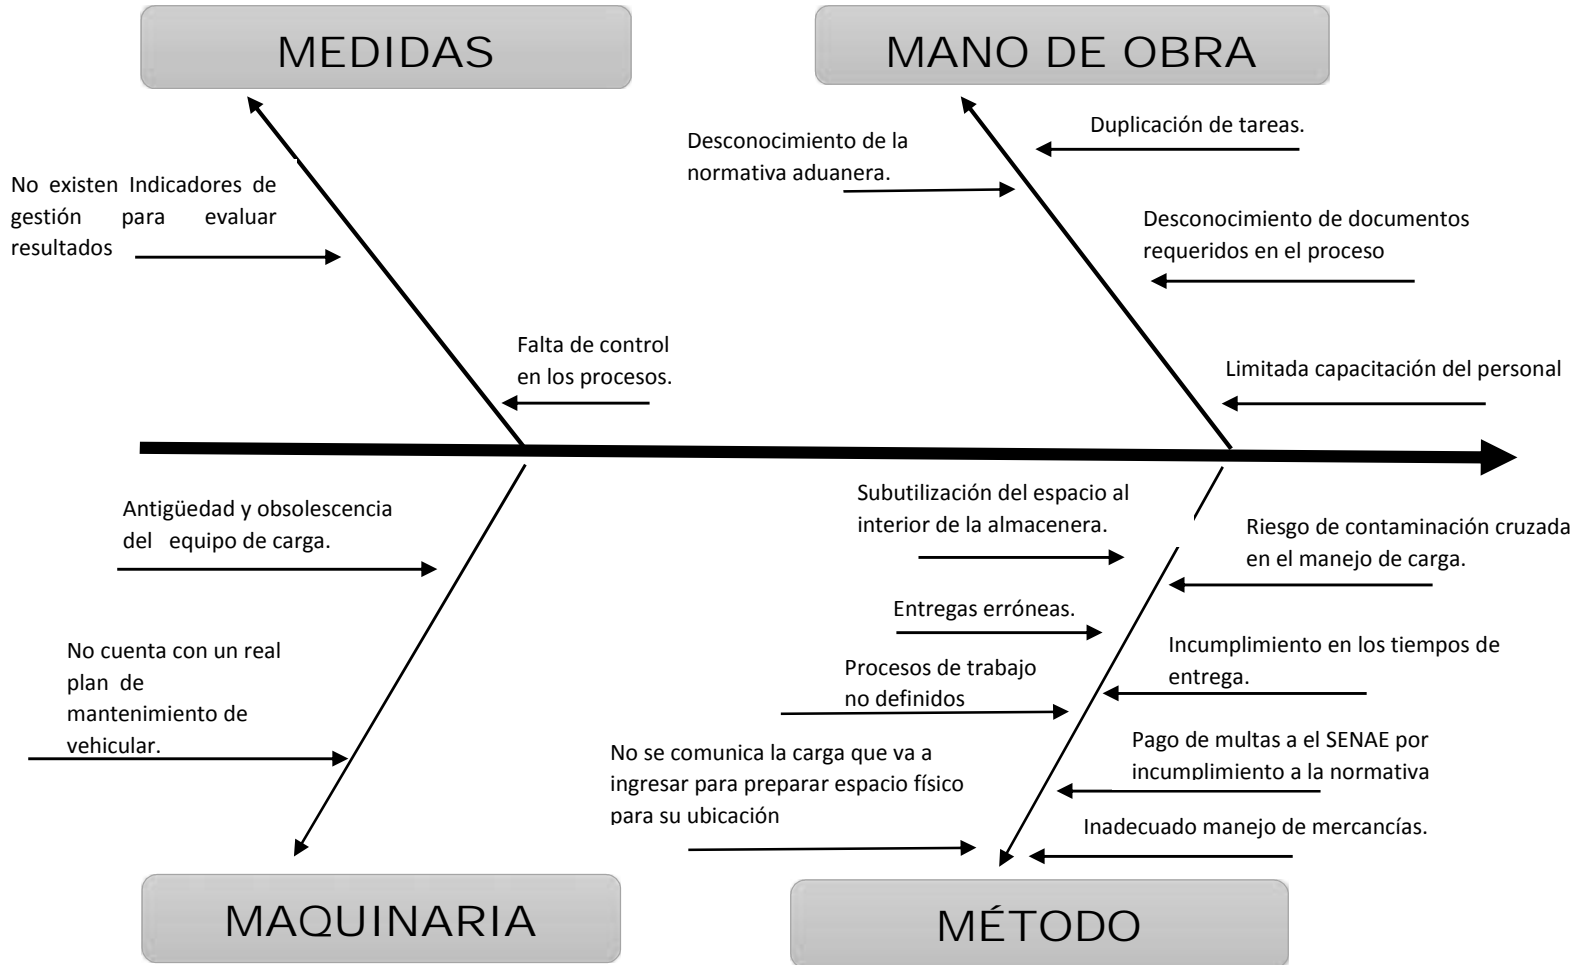 MEDIDAS
MANO DE OBRA
Duplicación de tareas.
Desconocimiento de la
normativa aduanera.
No existen Indicadores de
gestión para evaluar
resultados
Desconocimiento de documentos
requeridos en el proceso
Falta de control
en los procesos.
Limitada capacitación del personal
Antigüedad y obsolescencia
del equipo de carga.
Subutilización del espacio al
interior de la almacenera.
Riesgo de contaminación cruzada
en el manejo de carga.
Entregas erróneas.
No cuenta con un real
plan de
mantenimiento de
vehicular.
Incumplimiento en los tiempos de
entrega.
Procesos de trabajo
no definidos
No se comunica la carga que va a
ingresar para preparar espacio físico
para su ubicación
Pago de multas a el SENAE por
incumplimiento a la normativa
Inadecuado manejo de mercancías.
MAQUINARIA
MÉTODO